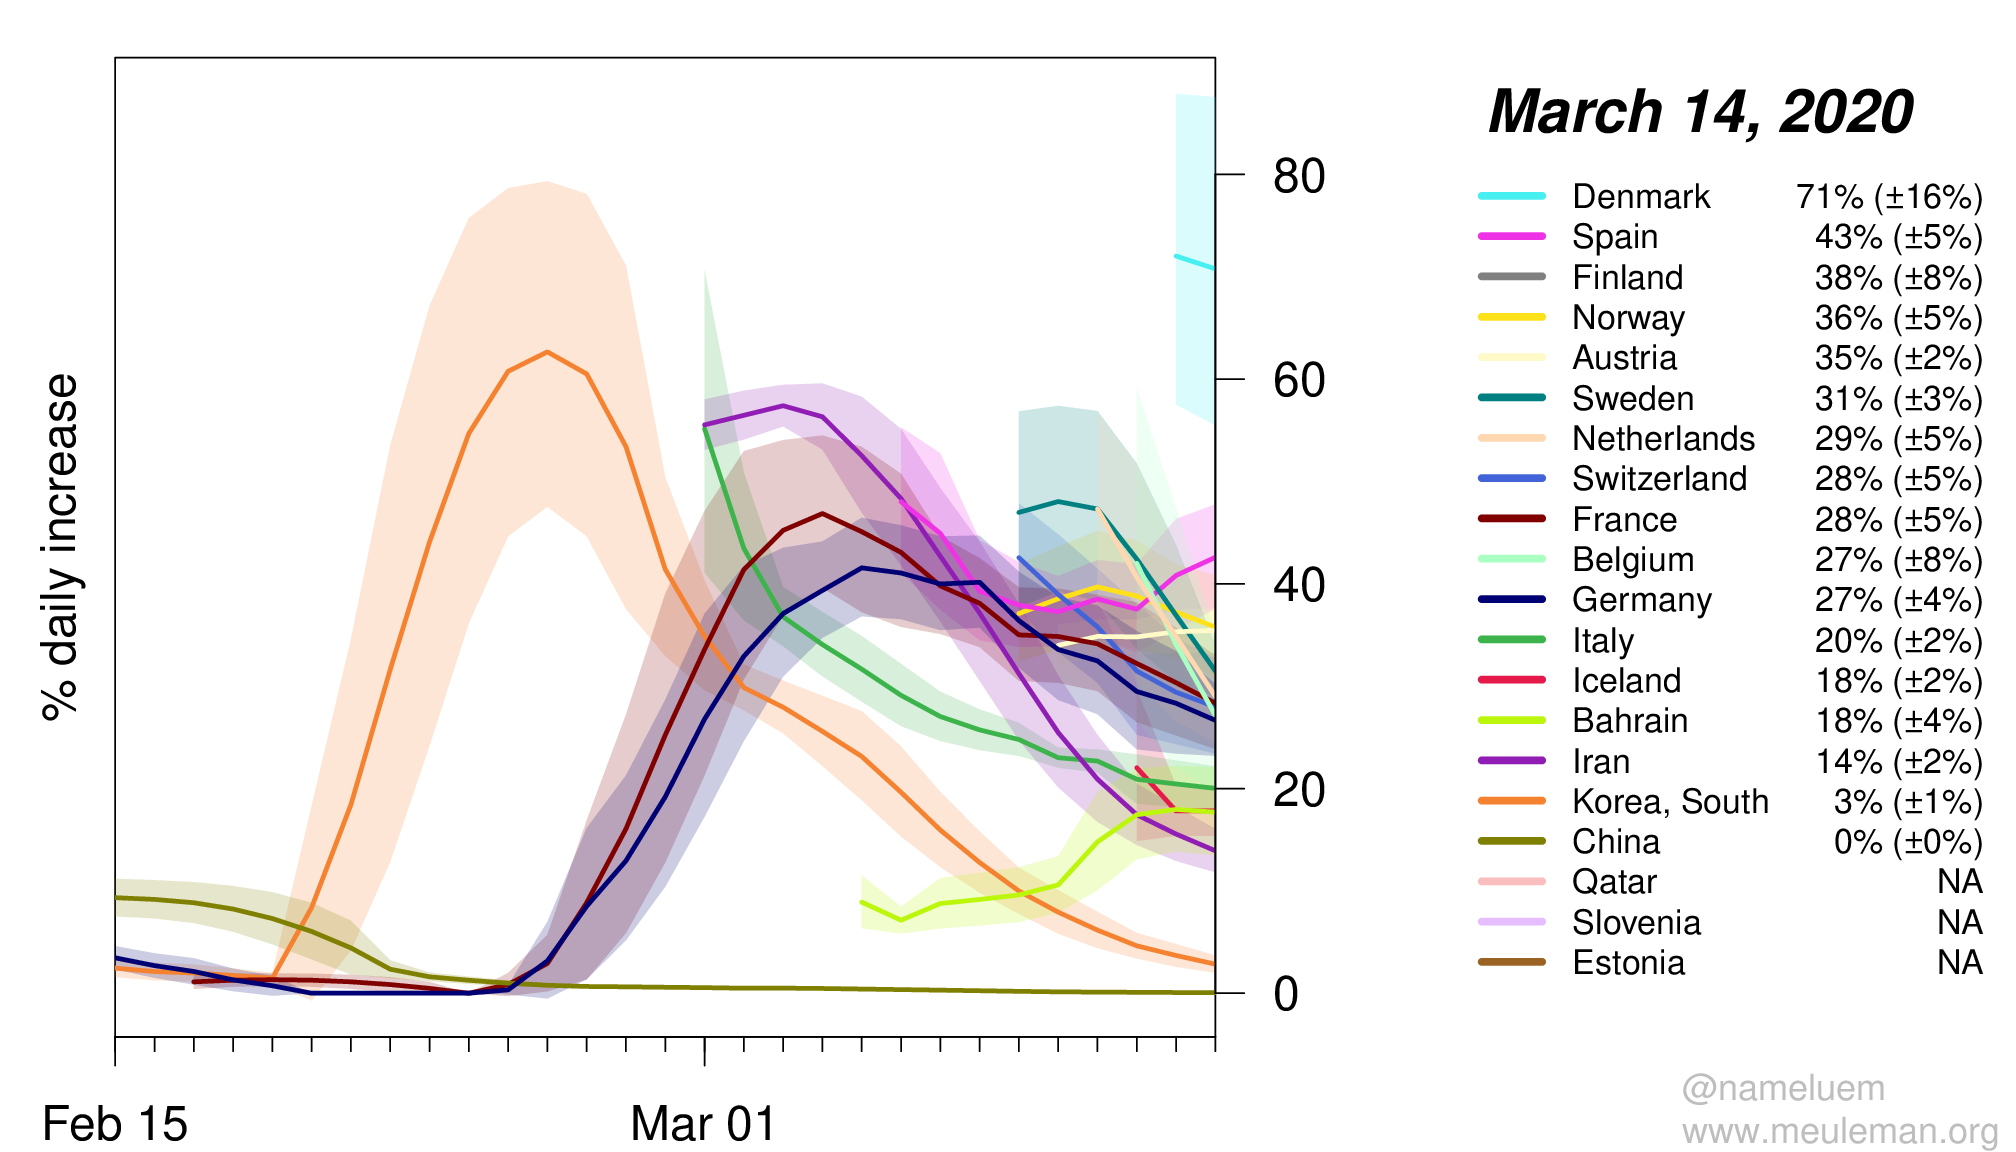 March 14, 2020
80
60
40
20
0
% daily increase
Feb 15
Mar 01
Denmark 71% (±16%)
Spain 43% (±5%)
Finland 38% (±8%)
Norway 36% (±5%)
Austria 35% (±2%)
Sweden 31% (±3%)
Netherlands 29% (±5%)
Switzerland 28% (±5%)
France 28% (±5%)
Belgium 27% (±8%)
Germany 27% (±4%)
Italy 20% (±2%)
Iceland 18% (±2%)
Bahrain 18% (±4%)
Iran 14% (±2%)
Korea, South 3% (±1%)
China 0% (±0%)
Qatar NA
Slovenia NA
Estonia NA
@nameluem
www.meuleman.org